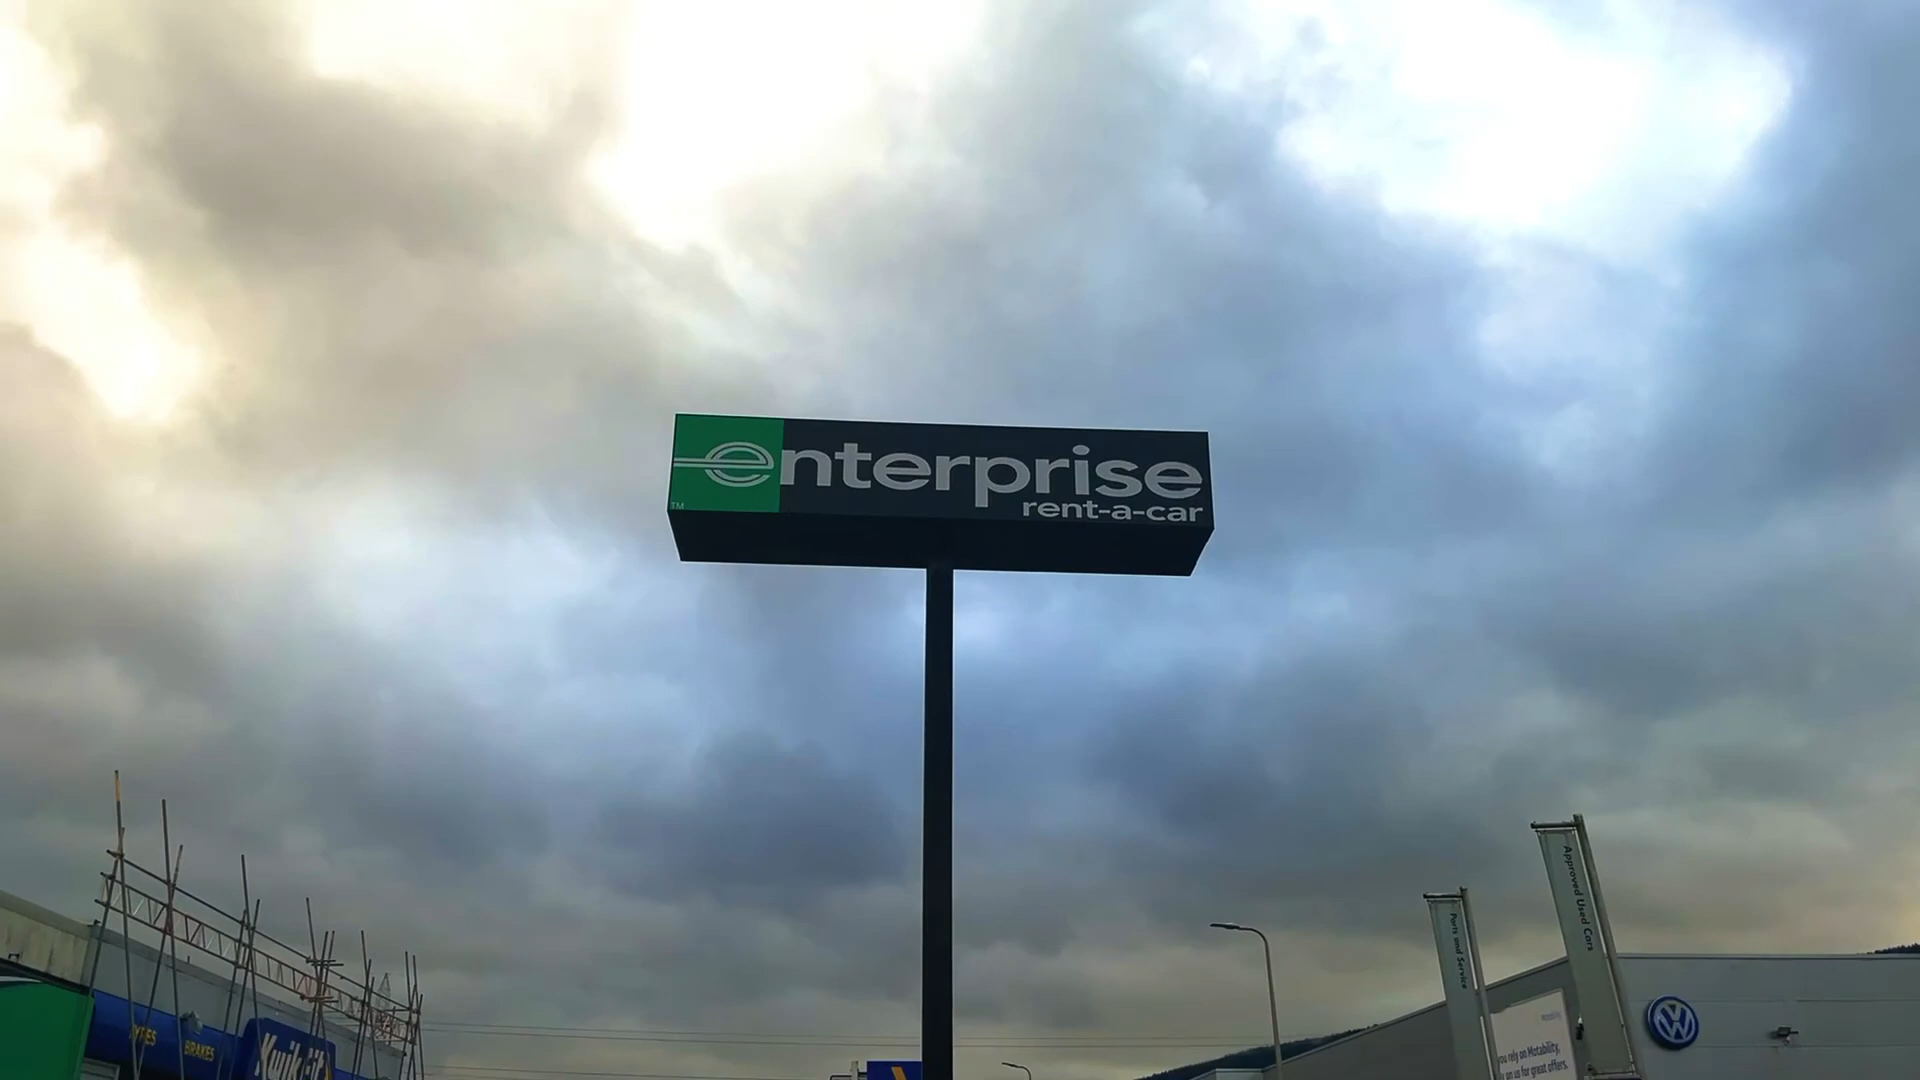 enterprise
rent-a-car
TM
Approved Used Cars
Parts and Service
TYRES BRAKES
Kwik Fit
you rely on Motability,
on us for great offers.